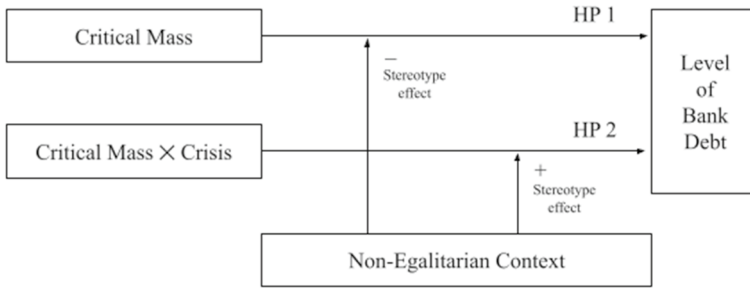 HP 1
Critical Mass
−
Stereotype
effect
Level
of
Bank
Debt
HP 2
Critical Mass × Crisis
+
Stereotype
effect
Non-Egalitarian Context